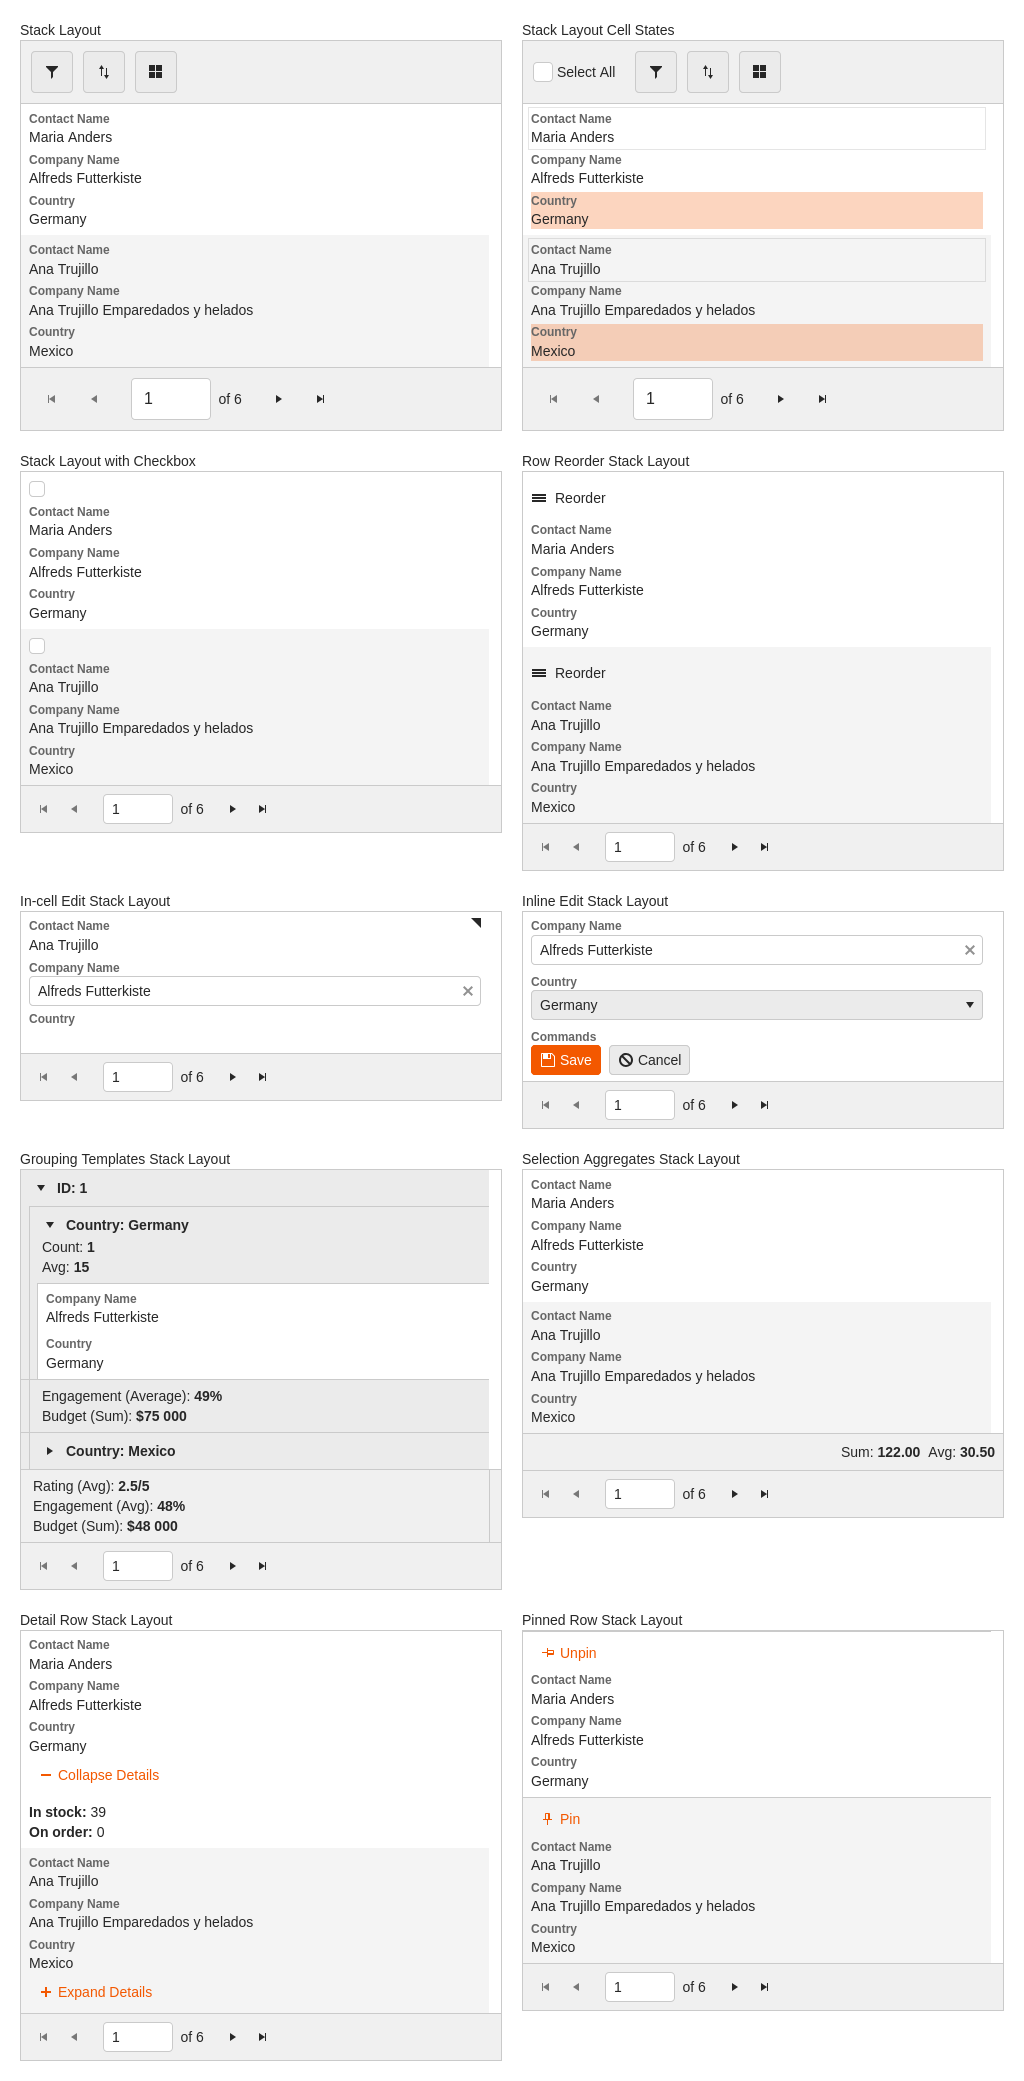 Stack Layout
Contact Name
Maria Anders
Company Name
Alfreds Futterkiste
Country
Germany
Contact Name
Ana Trujillo
Company Name
Ana Trujillo Emparedados y helados
Country
Mexico
1 of 6
Stack Layout Cell States
Select All
Contact Name
Maria Anders
Company Name
Alfreds Futterkiste
Country
Germany
Contact Name
Ana Trujillo
Company Name
Ana Trujillo Emparedados y helados
Country
Mexico
1 of 6
Stack Layout with Checkbox
Contact Name
Maria Anders
Company Name
Alfreds Futterkiste
Country
Germany
Contact Name
Ana Trujillo
Company Name
Ana Trujillo Emparedados y helados
Country
Mexico
1 of 6
Row Reorder Stack Layout
Reorder
Contact Name
Maria Anders
Company Name
Alfreds Futterkiste
Country
Germany
Reorder
Contact Name
Ana Trujillo
Company Name
Ana Trujillo Emparedados y helados
Country
Mexico
1 of 6
In-cell Edit Stack Layout
Contact Name
Ana Trujillo
Company Name
Alfreds Futterkiste
Country
1 of 6
Inline Edit Stack Layout
Company Name
Alfreds Futterkiste
Country
Germany
Commands
Save Cancel
1 of 6
Grouping Templates Stack Layout
ID: 1
Country: Germany
Count: 1
Avg: 15
Company Name
Alfreds Futterkiste
Country
Germany
Engagement (Average): 49%
Budget (Sum): $75 000
Country: Mexico
Rating (Avg): 2.5/5
Engagement (Avg): 48%
Budget (Sum): $48 000
1 of 6
Selection Aggregates Stack Layout
Contact Name
Maria Anders
Company Name
Alfreds Futterkiste
Country
Germany
Contact Name
Ana Trujillo
Company Name
Ana Trujillo Emparedados y helados
Country
Mexico
Sum: 122.00 Avg: 30.50
1 of 6
Detail Row Stack Layout
Contact Name
Maria Anders
Company Name
Alfreds Futterkiste
Country
Germany
Collapse Details
In stock: 39
On order: 0
Contact Name
Ana Trujillo
Company Name
Ana Trujillo Emparedados y helados
Country
Mexico
Expand Details
1 of 6
Pinned Row Stack Layout
Unpin
Contact Name
Maria Anders
Company Name
Alfreds Futterkiste
Country
Germany
Pin
Contact Name
Ana Trujillo
Company Name
Ana Trujillo Emparedados y helados
Country
Mexico
1 of 6